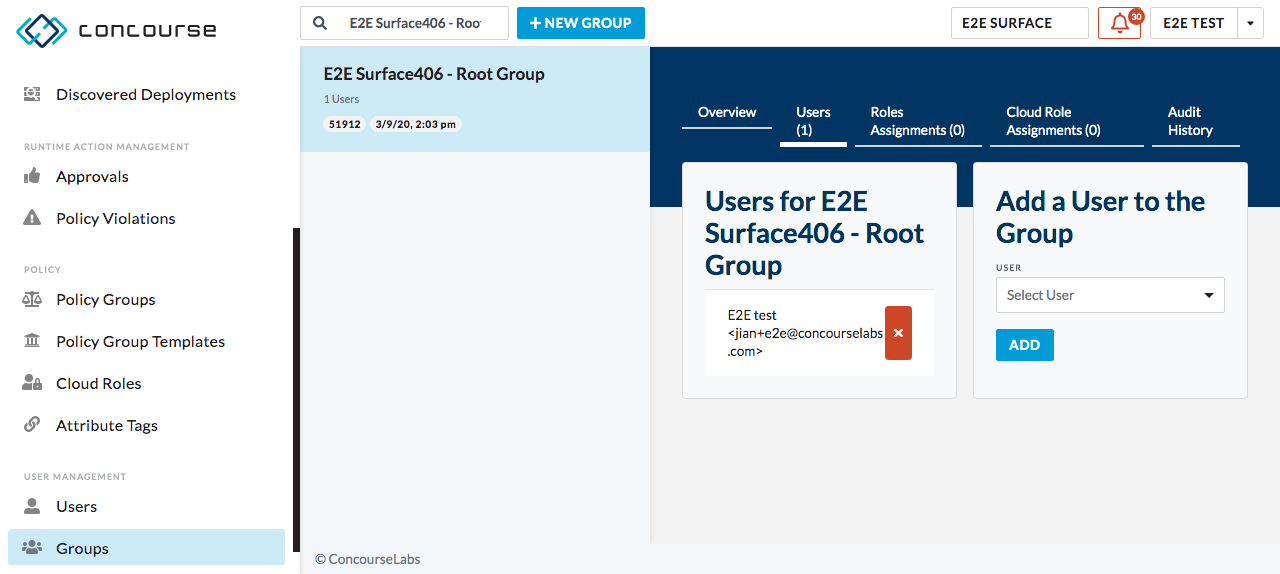 concourse
E2E Surface406 - Roo
+ NEW GROUP
E2E SURFACE
30
E2E TEST
Discovered Deployments
RUNTIME ACTION MANAGEMENT
Approvals
Policy Violations
POLICY
Policy Groups
Policy Group Templates
Cloud Roles
Attribute Tags
USER MANAGEMENT
Users
Groups
E2E Surface406 - Root Group
1 Users
51912 3/9/20, 2:03 pm
Overview
Users
(1)
Roles
Assignments (0)
Cloud Role
Assignments (0)
Audit
History
Users for E2E
Surface406 - Root
Group
E2E test
<jian+e2e@concourselabs
.com>
Add a User to the
Group
USER
Select User
ADD
© ConcourseLabs